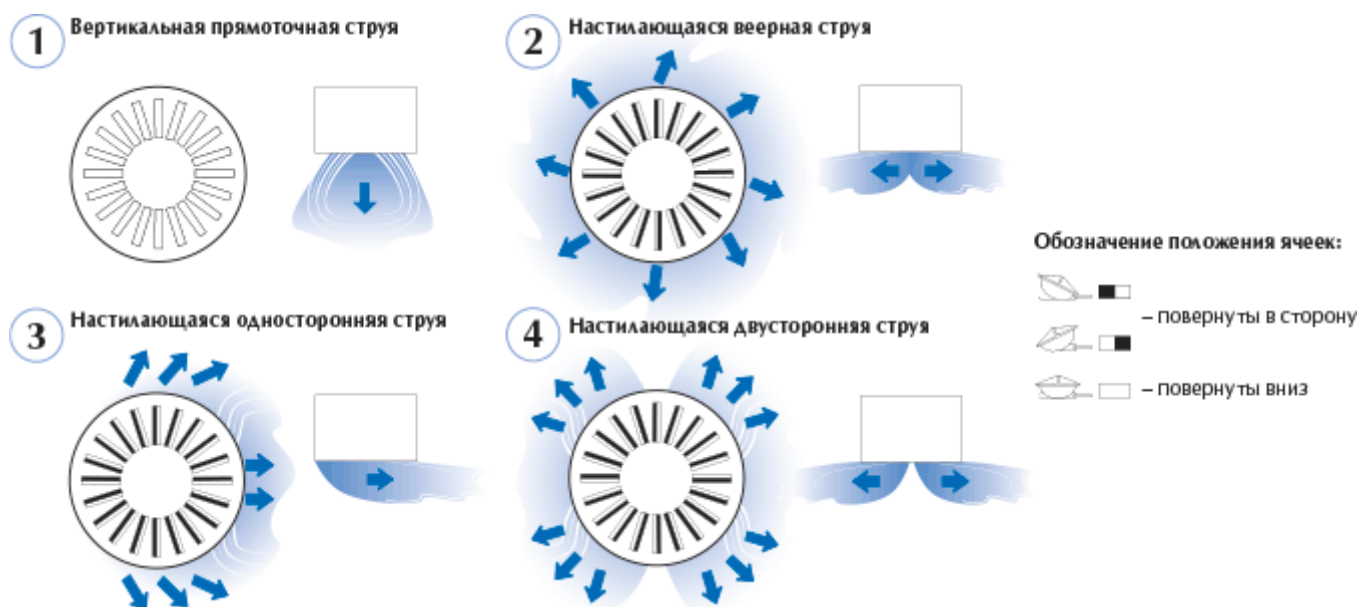 1 Вертикальная прямоточная струя
2 Настилающаяся веерная струя
3 Настилающаяся односторонняя струя
4 Настилающаяся двусторонняя струя
Обозначение положения ячеек:
– повернуты в сторону
– повернуты вниз